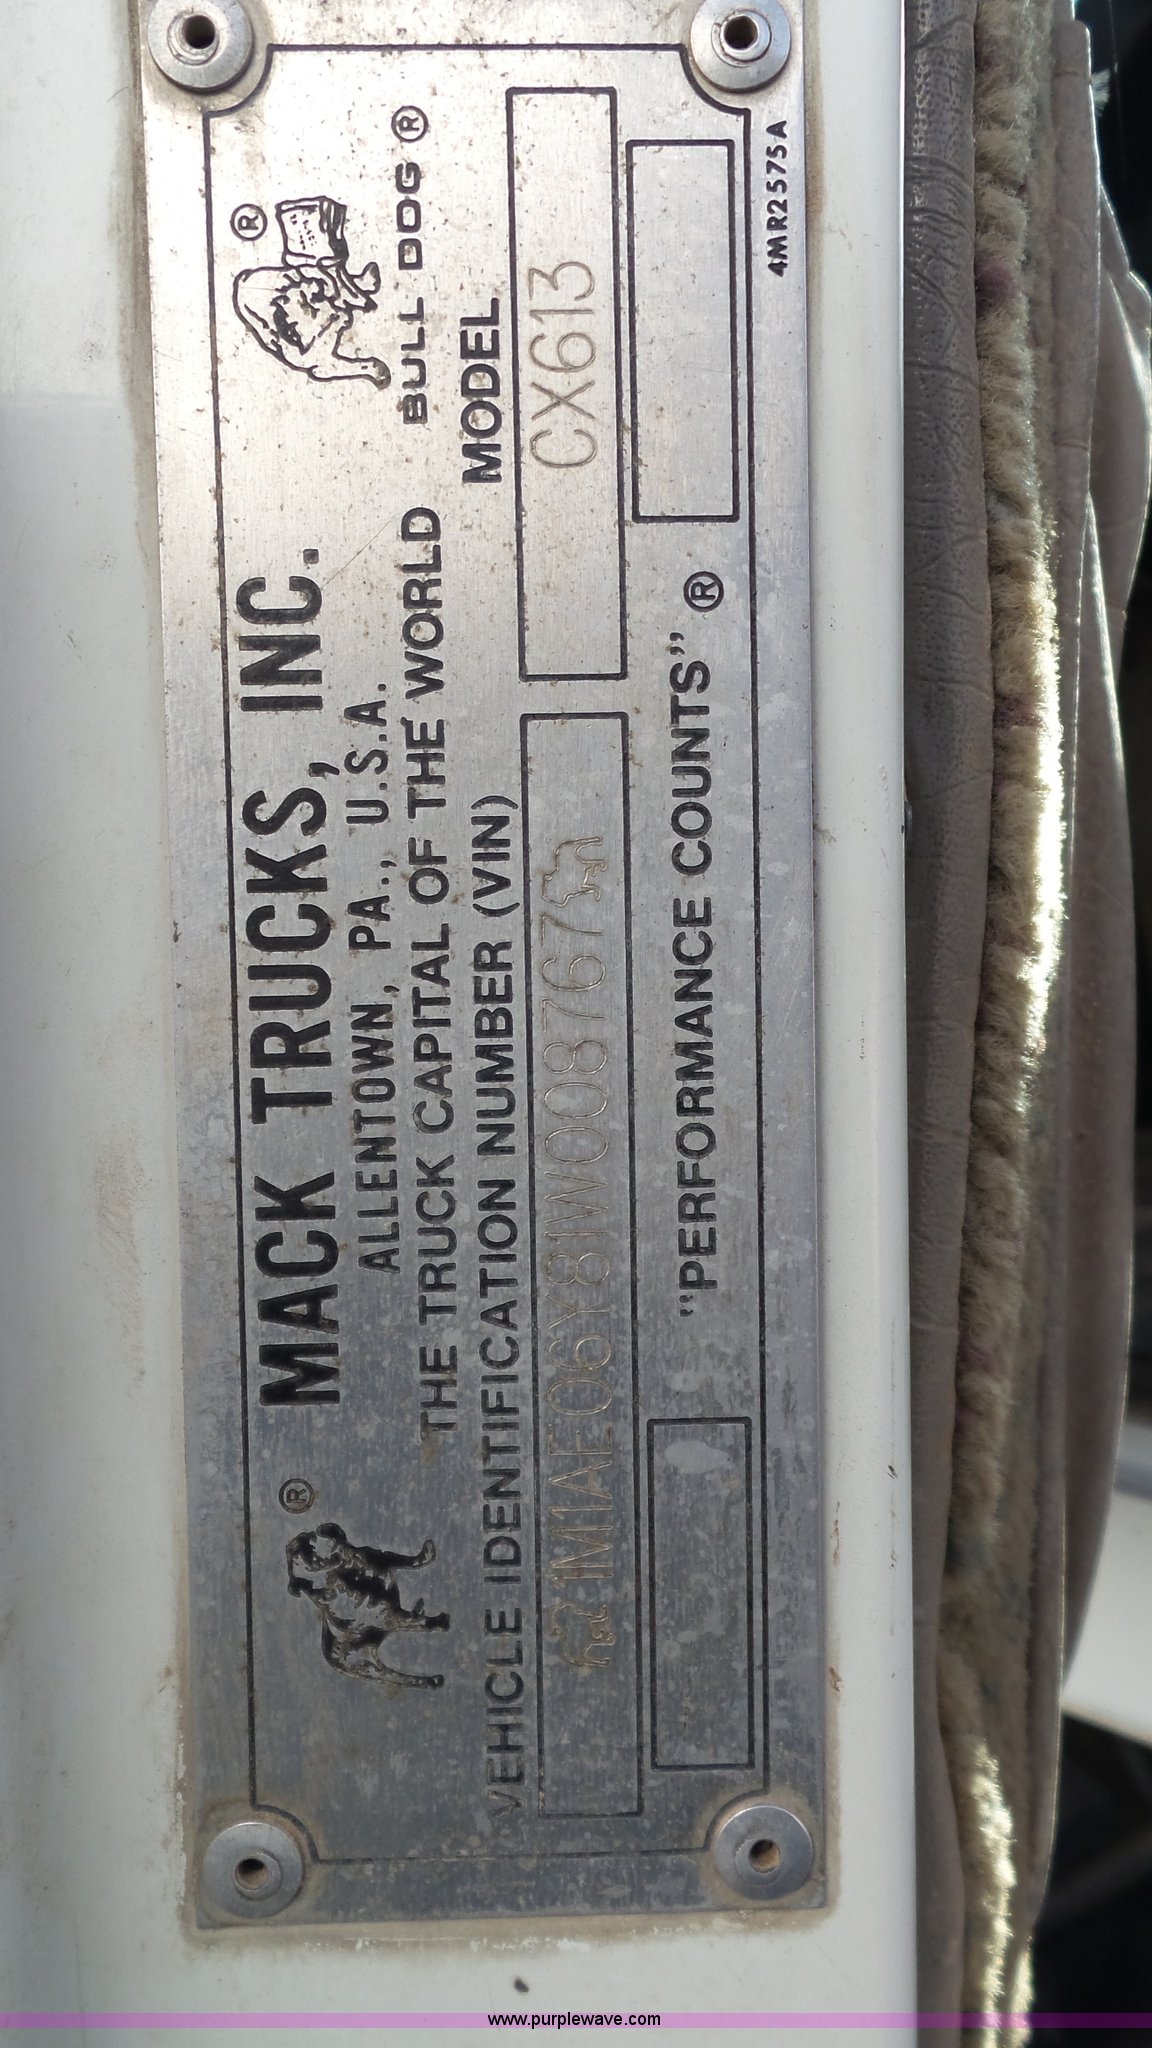 MACK TRUCKS, INC.
®
®
ALLENTOWN, PA., U.S.A.
THE TRUCK CAPITAL OF THE WORLD
BULL DOG ®
VEHICLE IDENTIFICATION NUMBER (VIN)
MODEL
1M1AE06Y81W008767
CX613
"PERFORMANCE COUNTS" ®
4MR2575A
www.purplewave.com